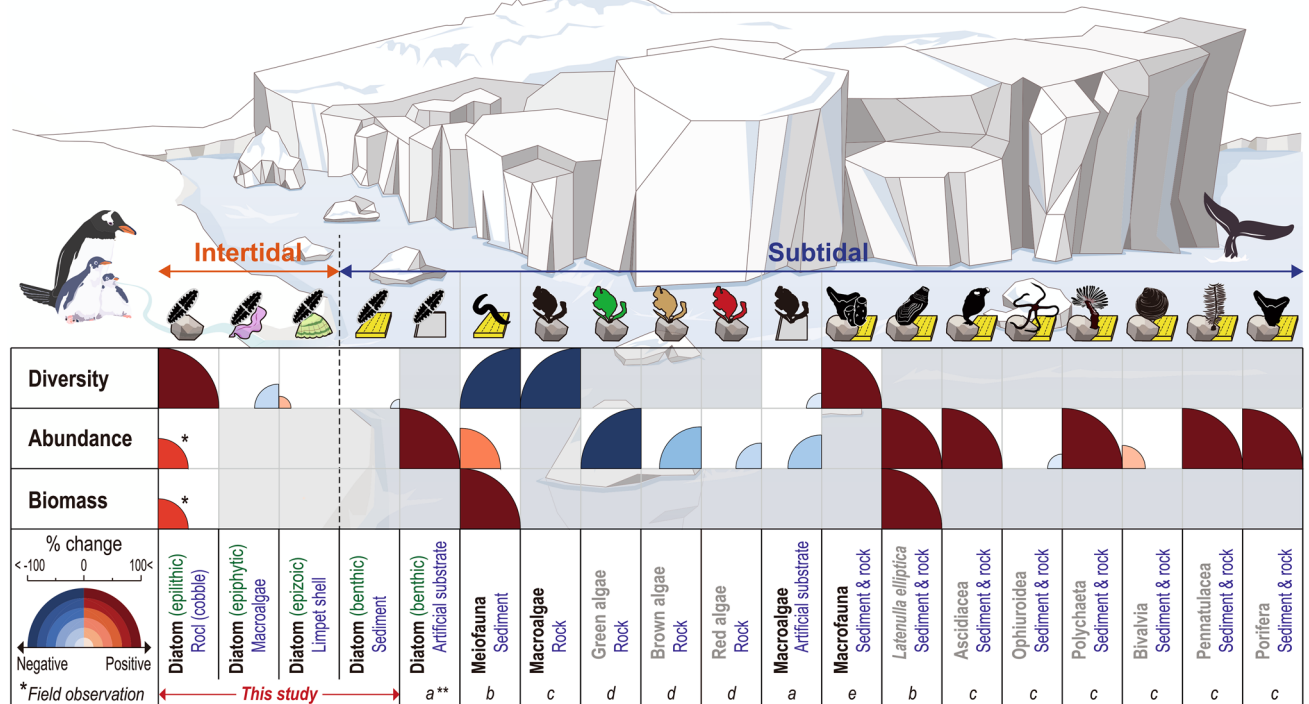 Intertidal
Subtidal
Diversity
Abundance
*
Biomass
*
% change
< -100 0 100<
Negative Positive
*Field observation
Diatom (epilithic)
Rocl (cobble)
Diatom (epiphytic)
Macroalgae
Diatom (epizoic)
Limpet shell
Diatom (benthic)
Sediment
Diatom (benthic)
Artificial substrate
Meiofauna
Sediment
Macroalgae
Rock
Green algae
Rock
Brown algae
Rock
Red algae
Rock
Macroalgae
Artificial substrate
Macrofauna
Sediment & rock
Latenulla elliptica
Sediment & rock
Ascidiacea
Sediment & rock
Ophiuroidea
Sediment & rock
Polychaeta
Sediment & rock
Bivalvia
Sediment & rock
Pennatulacea
Sediment & rock
Porifera
Sediment & rock
This study
a** b c d d d a e b c c c c c c